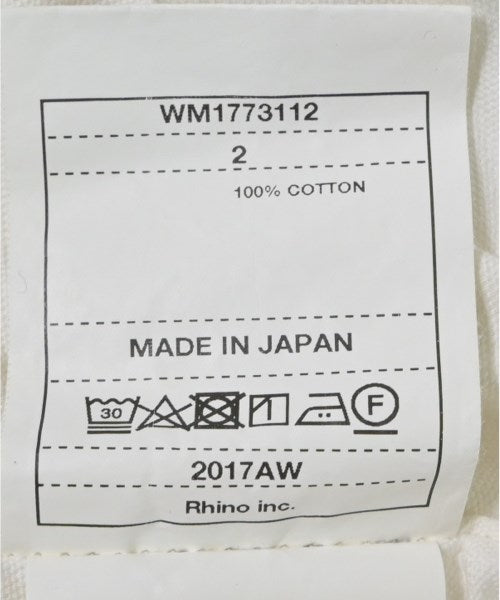 WM1773112
2
100% COTTON
MADE IN JAPAN
30 F
2017AW
Rhino inc.